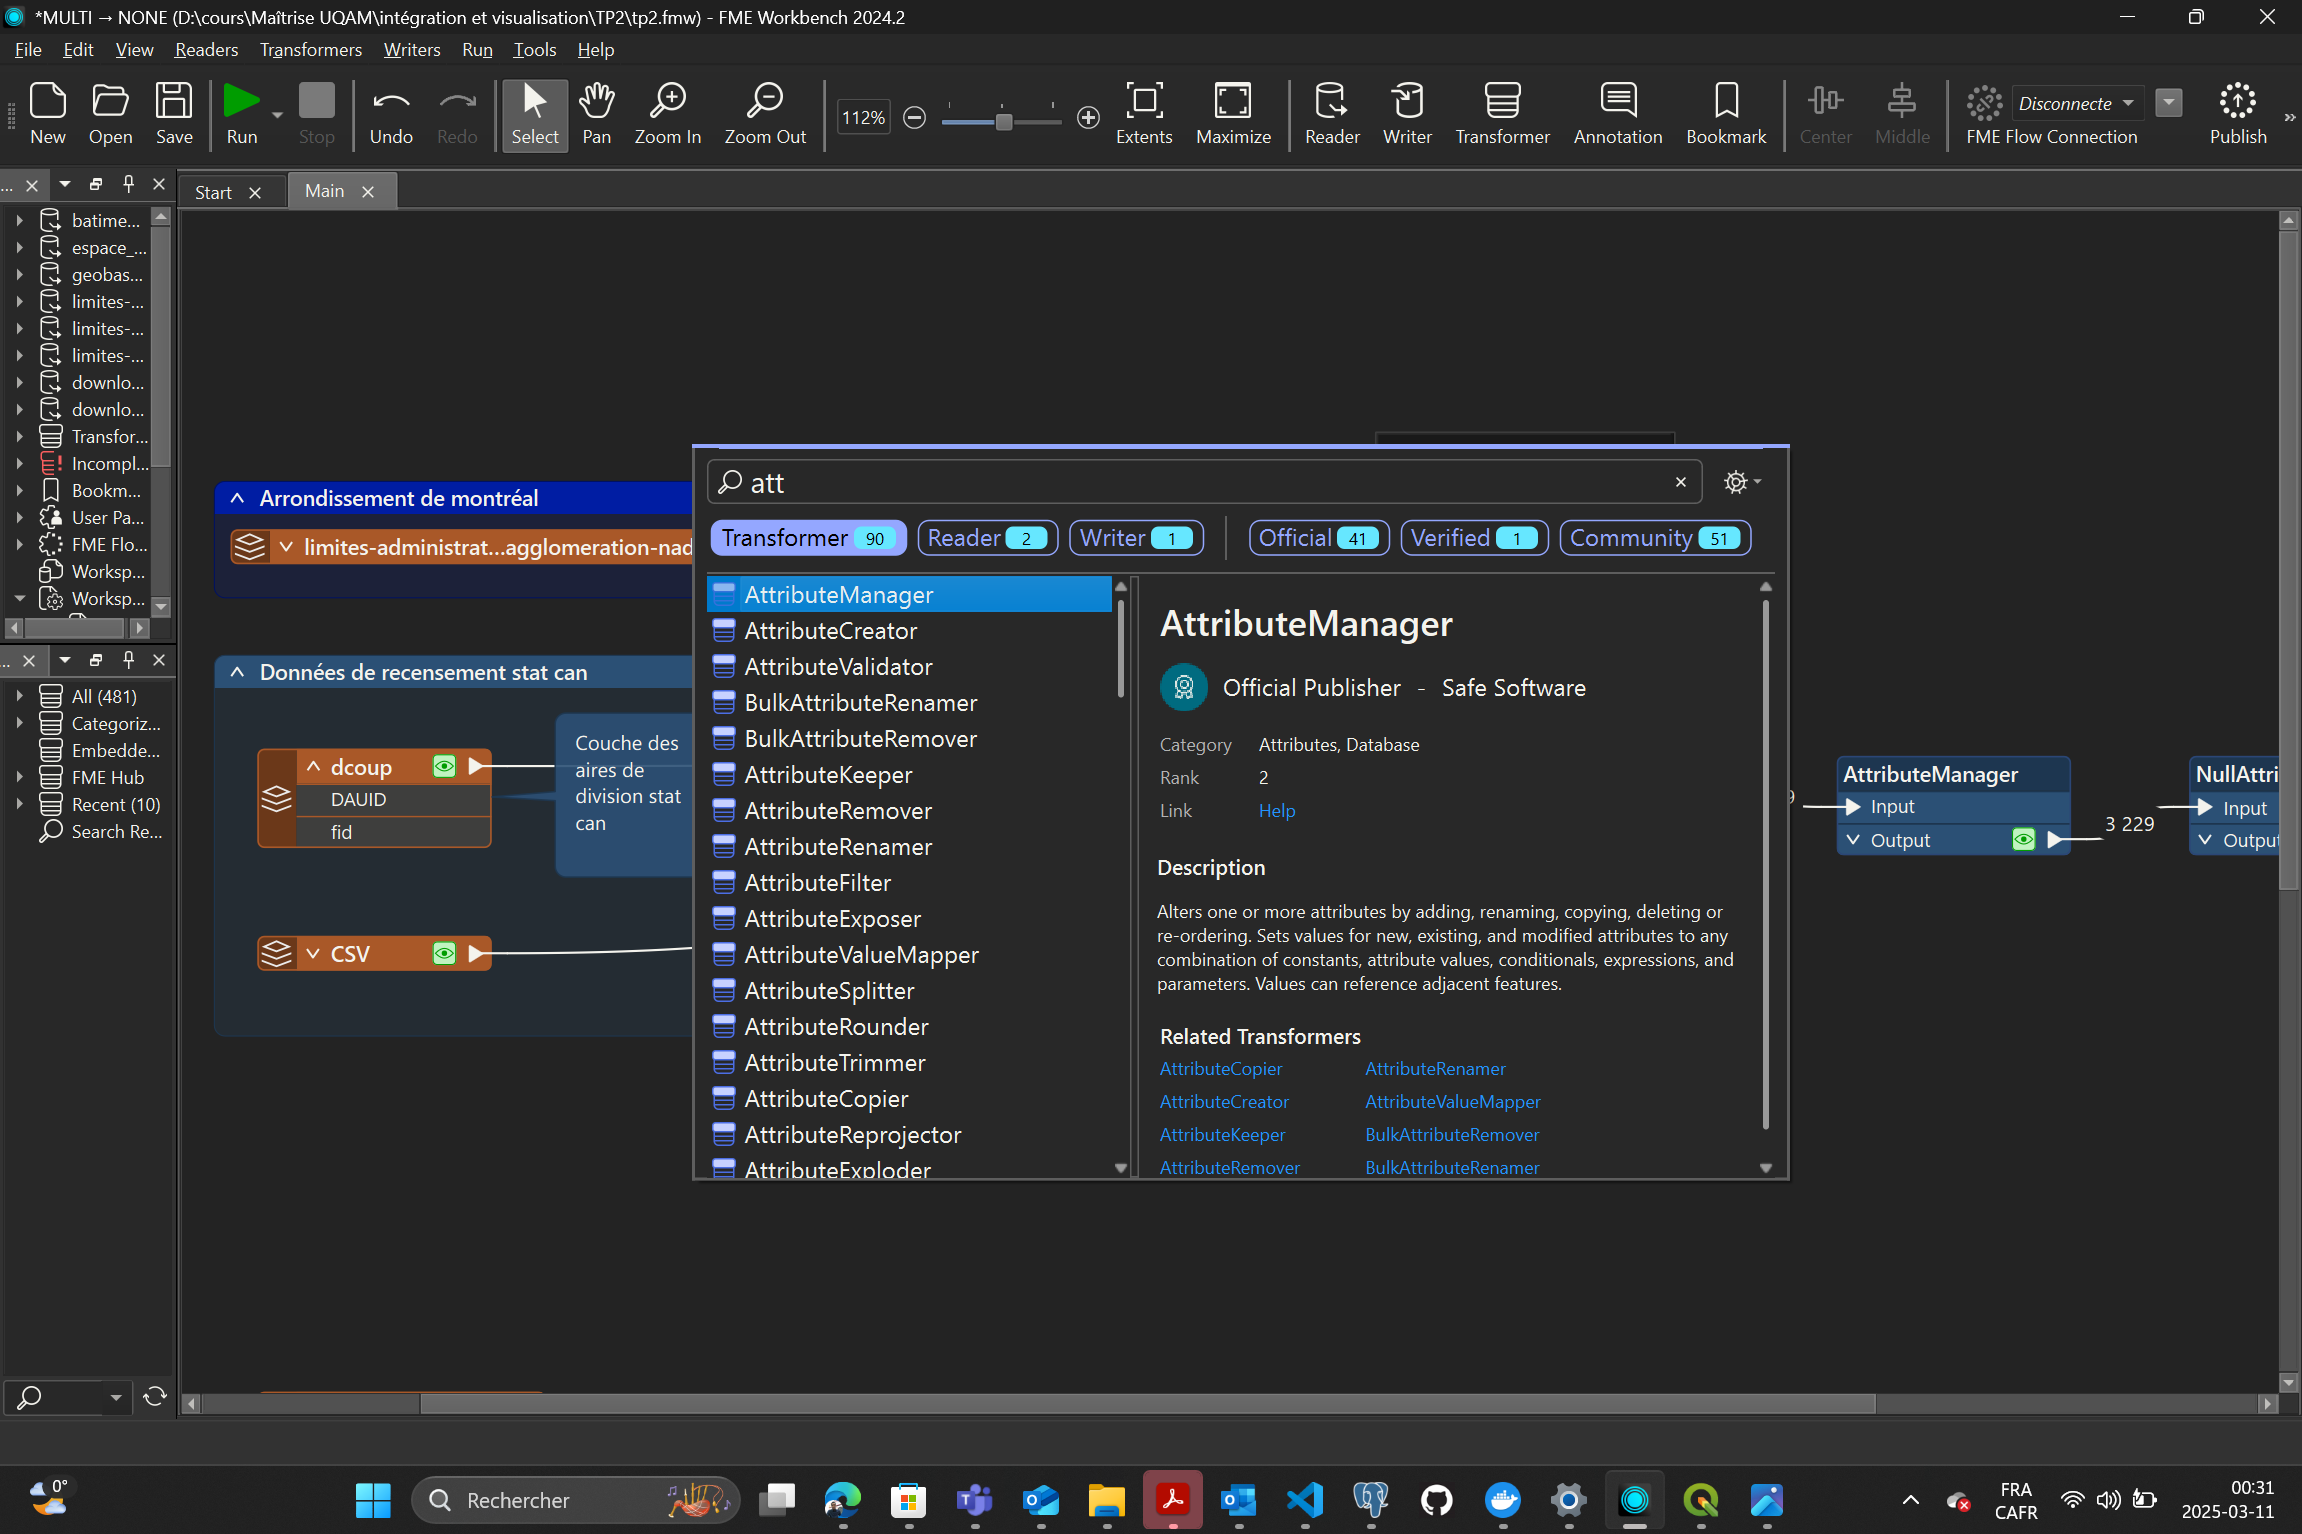 *MULTI → NONE (D:\cours\Maîtrise UQAM\intégration et visualisation\TP2\tp2.fmw) - FME Workbench 2024.2
File Edit View Readers Transformers Writers Run Tools Help
New Open Save Run Stop Undo Redo Select Pan Zoom In Zoom Out 112% Extents Maximize Reader Writer Transformer Annotation Bookmark Center Middle Disconnecte FME Flow Connection Publish »
...
Start
Main
batime...
espace_...
geobas...
limites-...
limites-...
limites-...
downlo...
downlo...
Transfor...
Incompl...
Bookm...
User Pa...
FME Flo...
Worksp...
Worksp...
...
All (481)
Categoriz...
Embedde...
FME Hub
Recent (10)
Search Re...
Arrondissement de montréal
limites-administrat...agglomeration-nad
Données de recensement stat can
dcoup
DAUID
fid
Couche des
aires de
division stat
can
CSV
att
Transformer 90 Reader 2 Writer 1 Official 41 Verified 1 Community 51
AttributeManager
AttributeCreator
AttributeValidator
BulkAttributeRenamer
BulkAttributeRemover
AttributeKeeper
AttributeRemover
AttributeRenamer
AttributeFilter
AttributeExposer
AttributeValueMapper
AttributeSplitter
AttributeRounder
AttributeTrimmer
AttributeCopier
AttributeReprojector
AttributeExploder
AttributeManager
Official Publisher - Safe Software
Category Attributes, Database
Rank 2
Link Help
Description
Alters one or more attributes by adding, renaming, copying, deleting or
re-ordering. Sets values for new, existing, and modified attributes to any
combination of constants, attribute values, conditionals, expressions, and
parameters. Values can reference adjacent features.
Related Transformers
AttributeCopier AttributeRenamer
AttributeCreator AttributeValueMapper
AttributeKeeper BulkAttributeRemover
AttributeRemover BulkAttributeRenamer
AttributeManager
Input
Output
3 229
NullAttri
Input
Output
0°
Rechercher
FRA
CAFR
00:31
2025-03-11